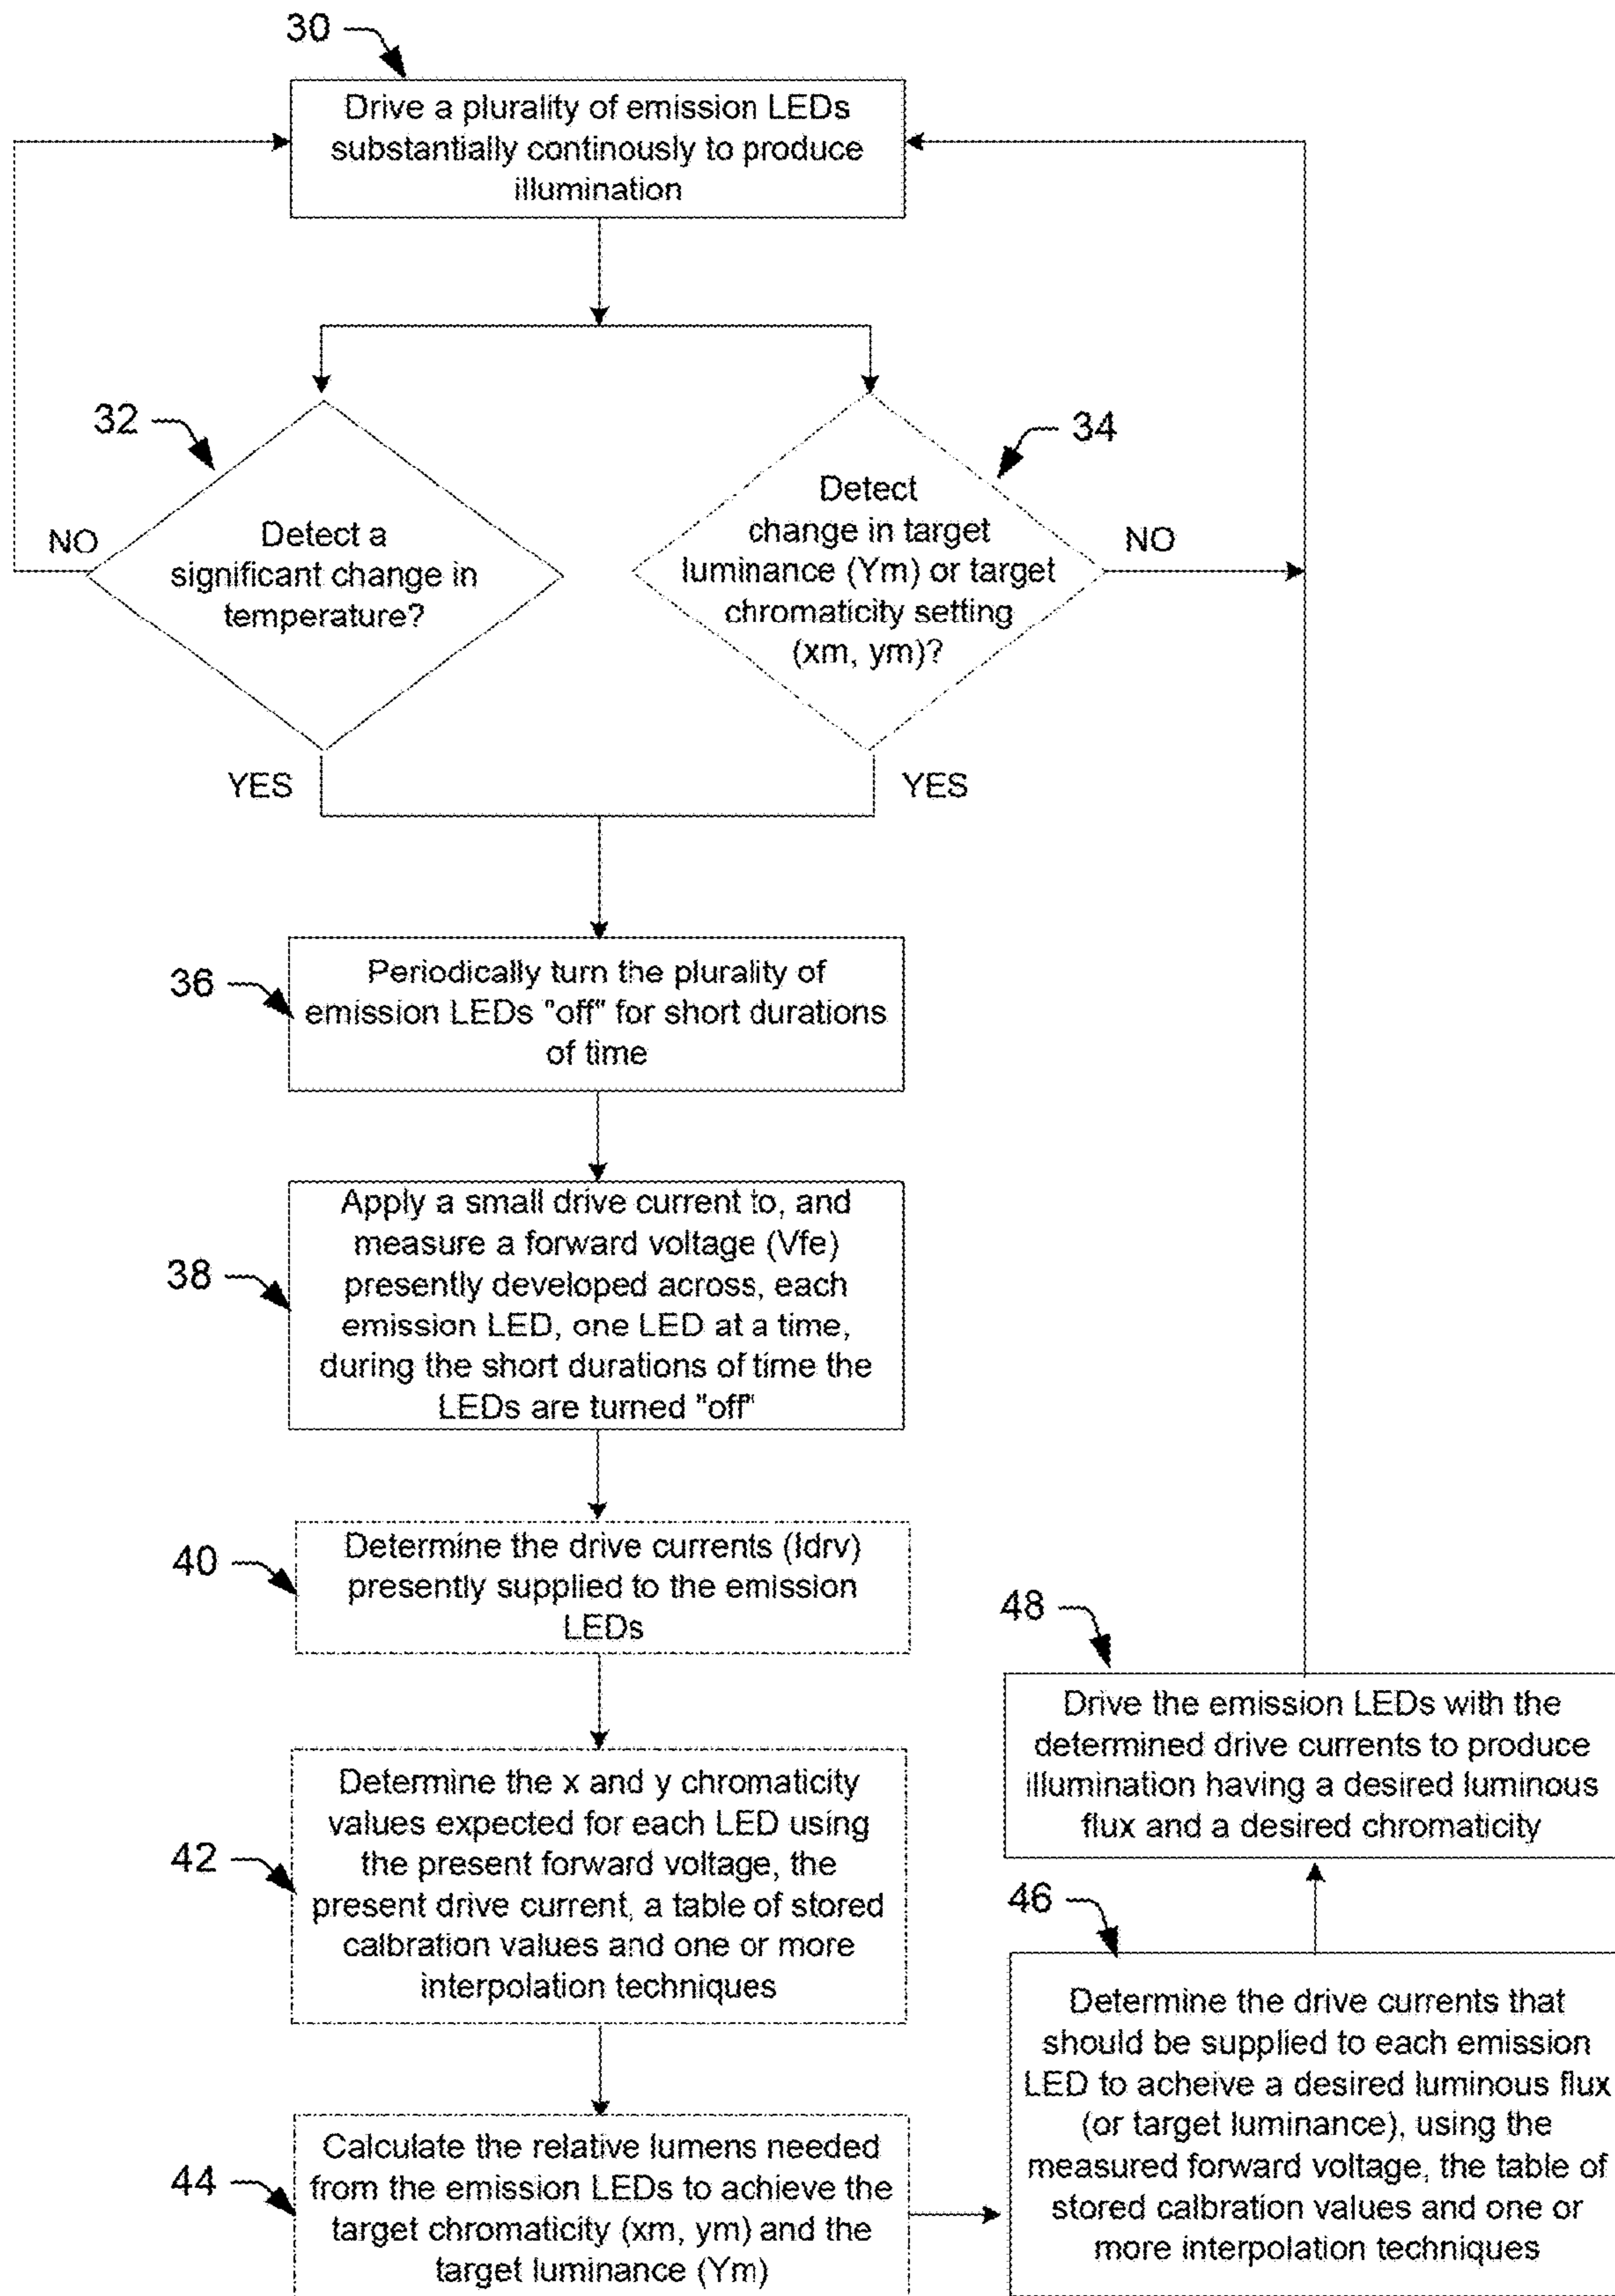 30
Drive a plurality of emission LEDs
substantially continously to produce
illumination
32
34
Detect a
significant change in
temperature?
NO
Detect
change in target
luminance (Ym) or target
chromaticity setting
(xm, ym)?
NO
YES
YES
36
Periodically turn the plurality of
emission LEDs "off" for short durations
of time
38
Apply a small drive current to, and
measure a forward voltage (Vfe)
presently developed across, each
emission LED, one LED at a time,
during the short durations of time the
LEDs are turned "off"
40
Determine the drive currents (Idrv)
presently supplied to the emission
LEDs
42
Determine the x and y chromaticity
values expected for each LED using
the present forward voltage, the
present drive current, a table of stored
calbration values and one or more
interpolation techniques
44
Calculate the relative lumens needed
from the emission LEDs to achieve the
target chromaticity (xm, ym) and the
target luminance (Ym)
46
Determine the drive currents that
should be supplied to each emission
LED to acheive a desired luminous flux
(or target luminance), using the
measured forward voltage, the table of
stored calbration values and one or
more interpolation techniques
48
Drive the emission LEDs with the
determined drive currents to produce
illumination having a desired luminous
flux and a desired chromaticity